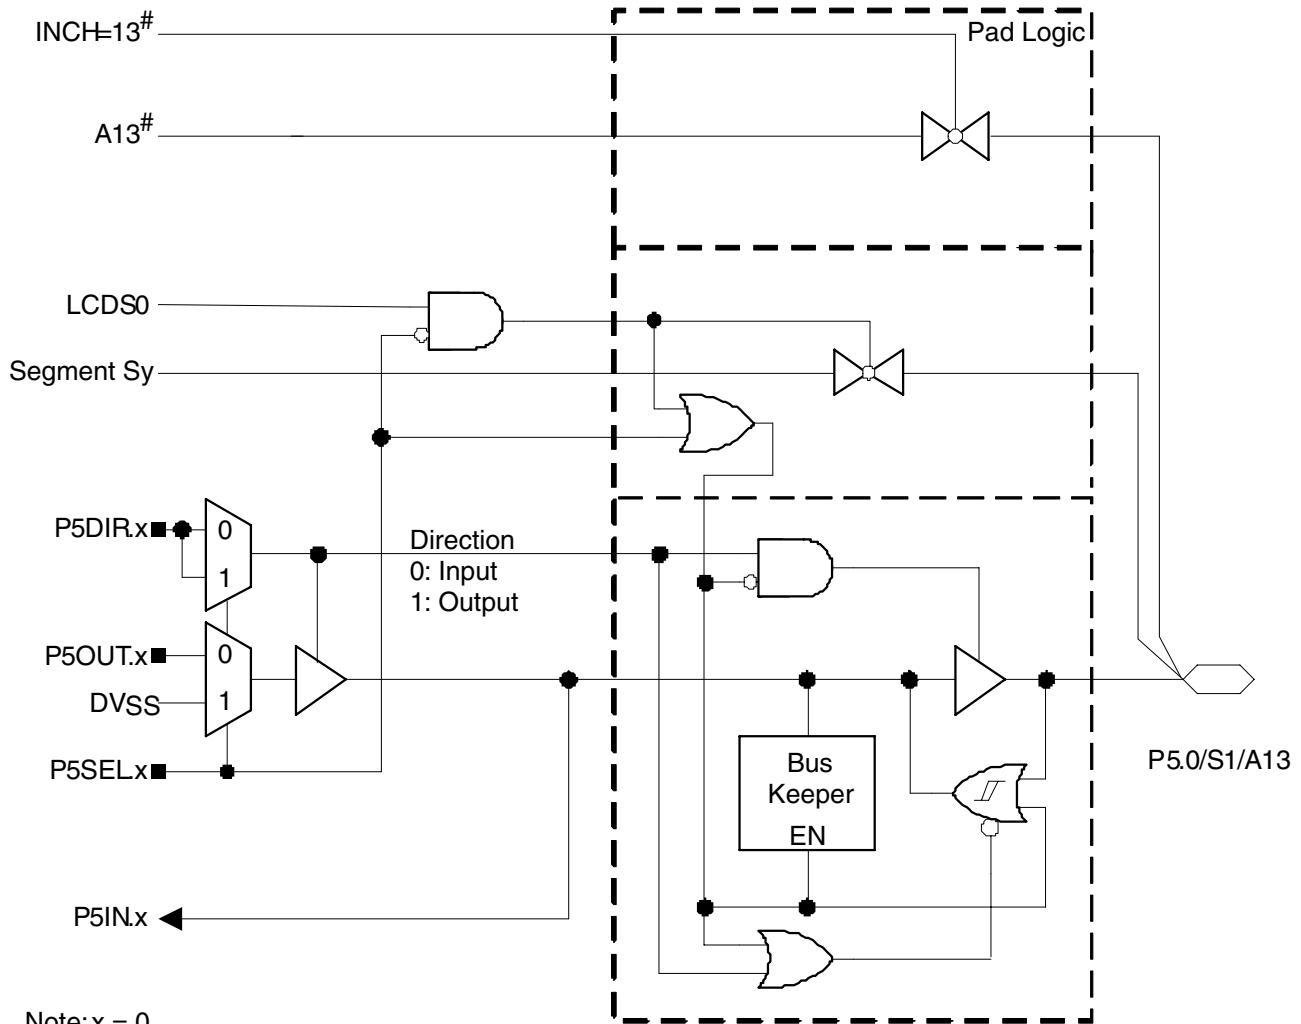 INCH=13#
Pad Logic
A13#
LCDS0
Segment Sy
P5DIR.x
0
1
Direction
0: Input
1: Output
P5OUT.x
0
DVSS
1
P5SEL.x
Bus
Keeper
EN
P5.0/S1/A13
P5IN.x
Note: x = 0